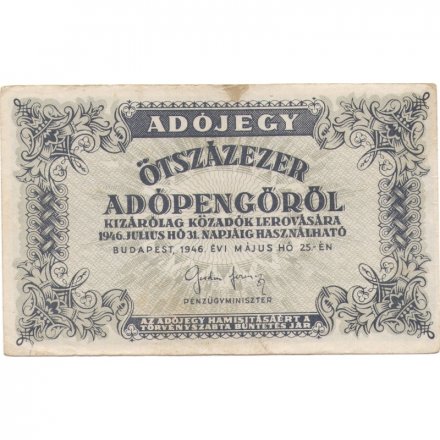 ADÓJEGY
ÖTSZÁZEZER
ADÓPENGŐRŐL
KIZÁRÓLAG KÖZADÓK LEROVÁSÁRA
1946. JULIUS HÓ 31. NAPJÁIG HASZNÁLHATÓ
BUDAPEST, 1946. ÉVI MÁJUS HÓ 25.-ÉN
PÉNZÜGYMINISZTER
AZ ADÓJEGY HAMISITÁSÁÉRT A
TÖRVÉNYSZABTA BÜNTETÉS JÁR.